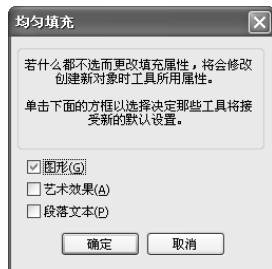 均匀填充
若什么都不选而更改填充属性，将会修改
创建新对象时工具所用属性。
单击下面的方框以选择决定那些工具将接
受新的默认设置。
图形(G)
艺术效果(A)
段落文本(P)
确定 取消